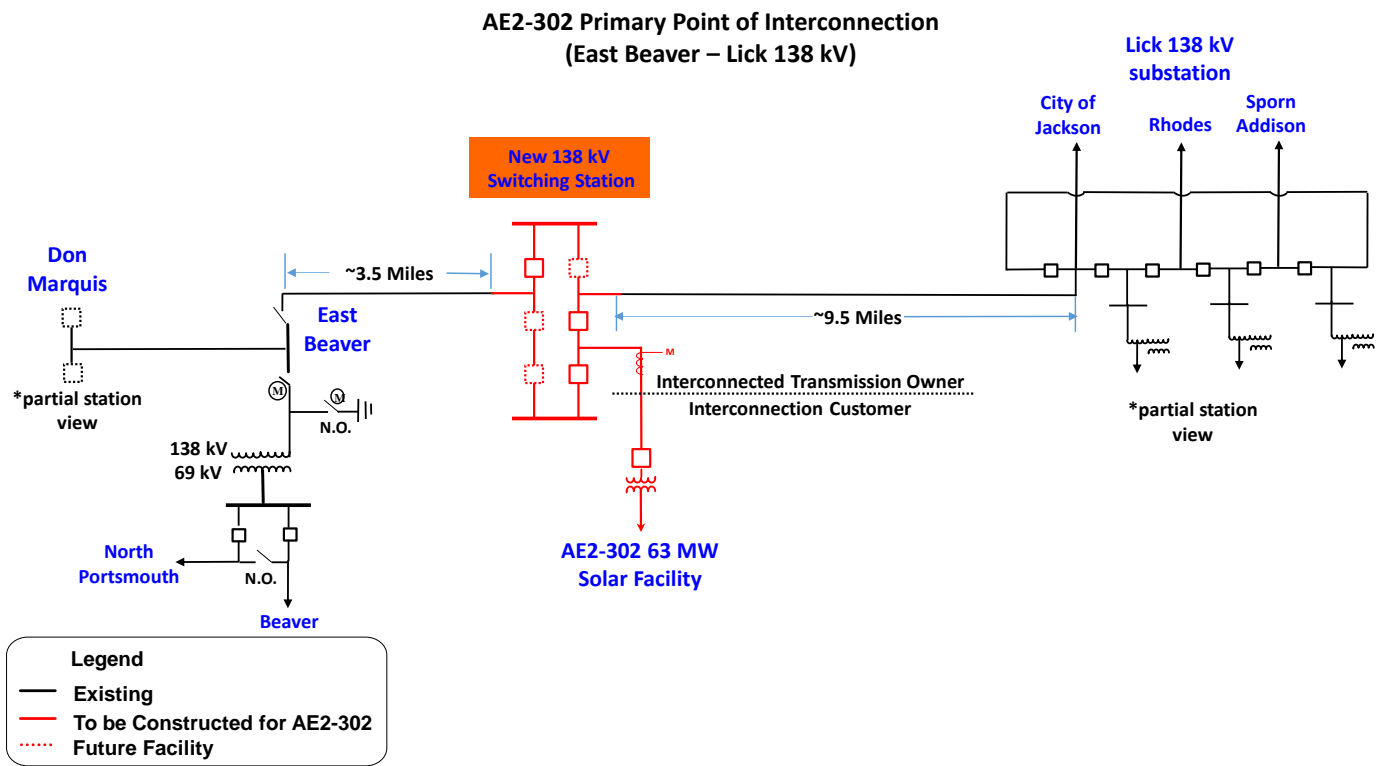 AE2-302 Primary Point of Interconnection
(East Beaver – Lick 138 kV)
Lick 138 kV
substation
City of
Jackson
Rhodes
Sporn
Addison
New 138 kV
Switching Station
Don
Marquis
~3.5 Miles
East
Beaver
~9.5 Miles
M
*partial station
view
M
M
N.O.
Interconnected Transmission Owner
Interconnection Customer
*partial station
view
138 kV
69 kV
North
Portsmouth
N.O.
Beaver
AE2-302 63 MW
Solar Facility
Legend
Existing
To be Constructed for AE2-302
Future Facility